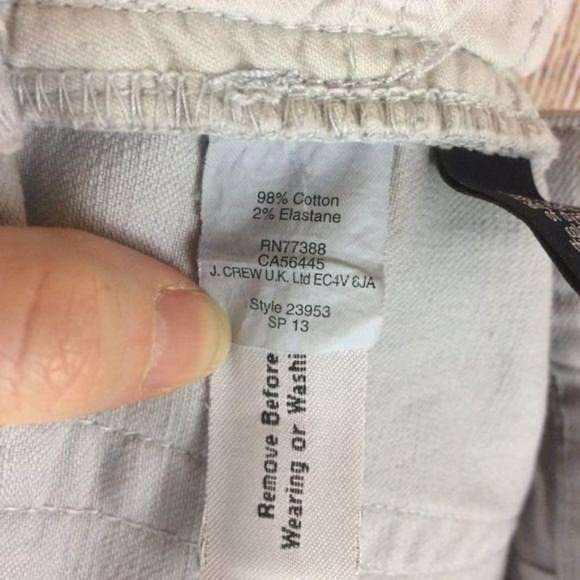 98% Cotton
2% Elastane
RN77388
CA56445
J. CREW U.K. Ltd EC4V 6JA
Style 23953
SP 13
Remove Before
Wearing or Washi